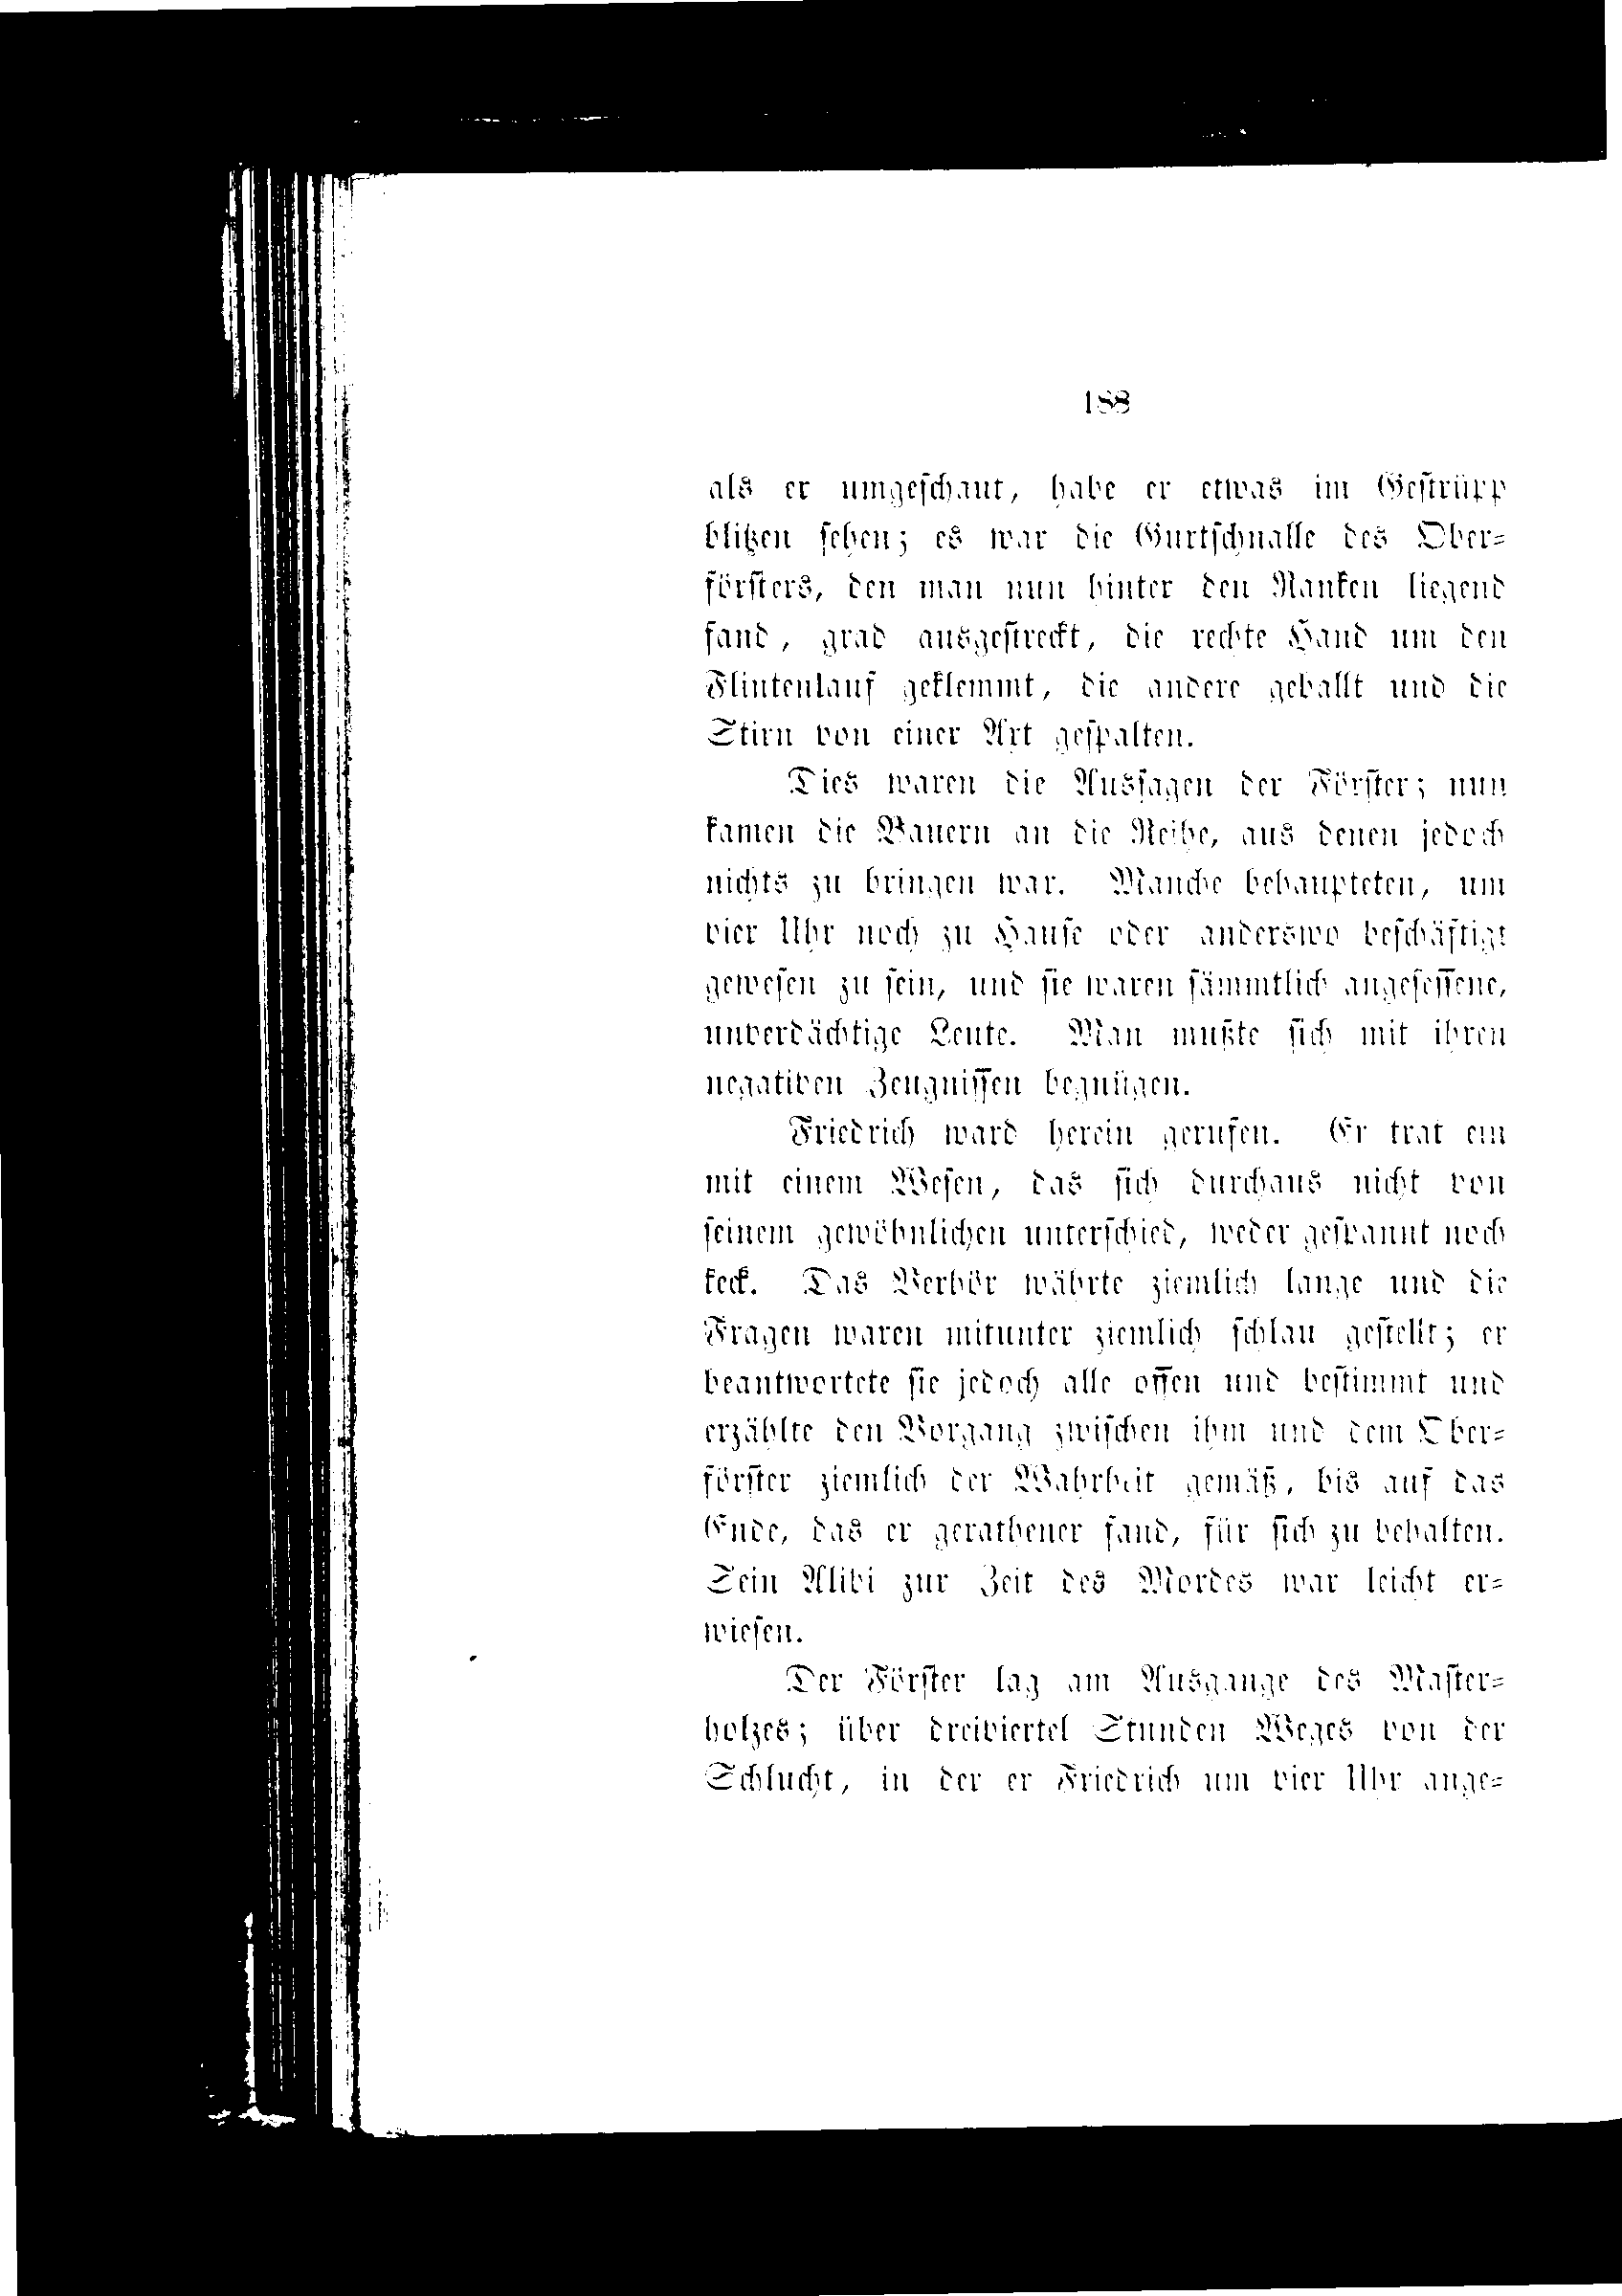 188
als er umgeſchaut, habe er etwas im Geſtrüpp
blitzen ſehen; es war die Gurtſchnalle des Ober-
förſters, den man nun hinter den Ranken liegend
fand, grad ausgeſtreckt, die rechte Hand um den
Flintenlauf geklemmt, die andere geballt und die
Stirn von einer Axt geſpalten.
Dies waren die Ausſagen der Förſter; nun
kamen die Bauern an die Reihe, aus denen jedoch
nichts zu bringen war. Manche behaupteten, um
vier Uhr noch zu Hauſe oder anderswo beſchäftigt
geweſen zu ſein, und ſie waren ſämmtlich angeſeſſene,
unverdächtige Leute. Man mußte ſich mit ihren
negativen Zeugniſſen begnügen.
Friedrich ward herein gerufen. Er trat ein
mit einem Weſen, das ſich durchaus nicht von
ſeinem gewöhnlichen unterſchied, weder geſpannt noch
keck. Das Verhör währte ziemlich lange und die
Fragen waren mitunter ziemlich ſchlau geſtellt; er
beantwortete ſie jedoch alle offen und beſtimmt und
erzählte den Vorgang zwiſchen ihm und dem Ober-
förſter ziemlich der Wahrheit gemäß, bis auf das
Ende, das er gerathener fand, für ſich zu behalten.
Sein Alibi zur Zeit des Mordes war leicht er-
wieſen.
Der Förſter lag am Ausgange des Maſter-
holzes; über dreiviertel Stunden Weges von der
Schlucht, in der er Friedrich um vier Uhr ange-